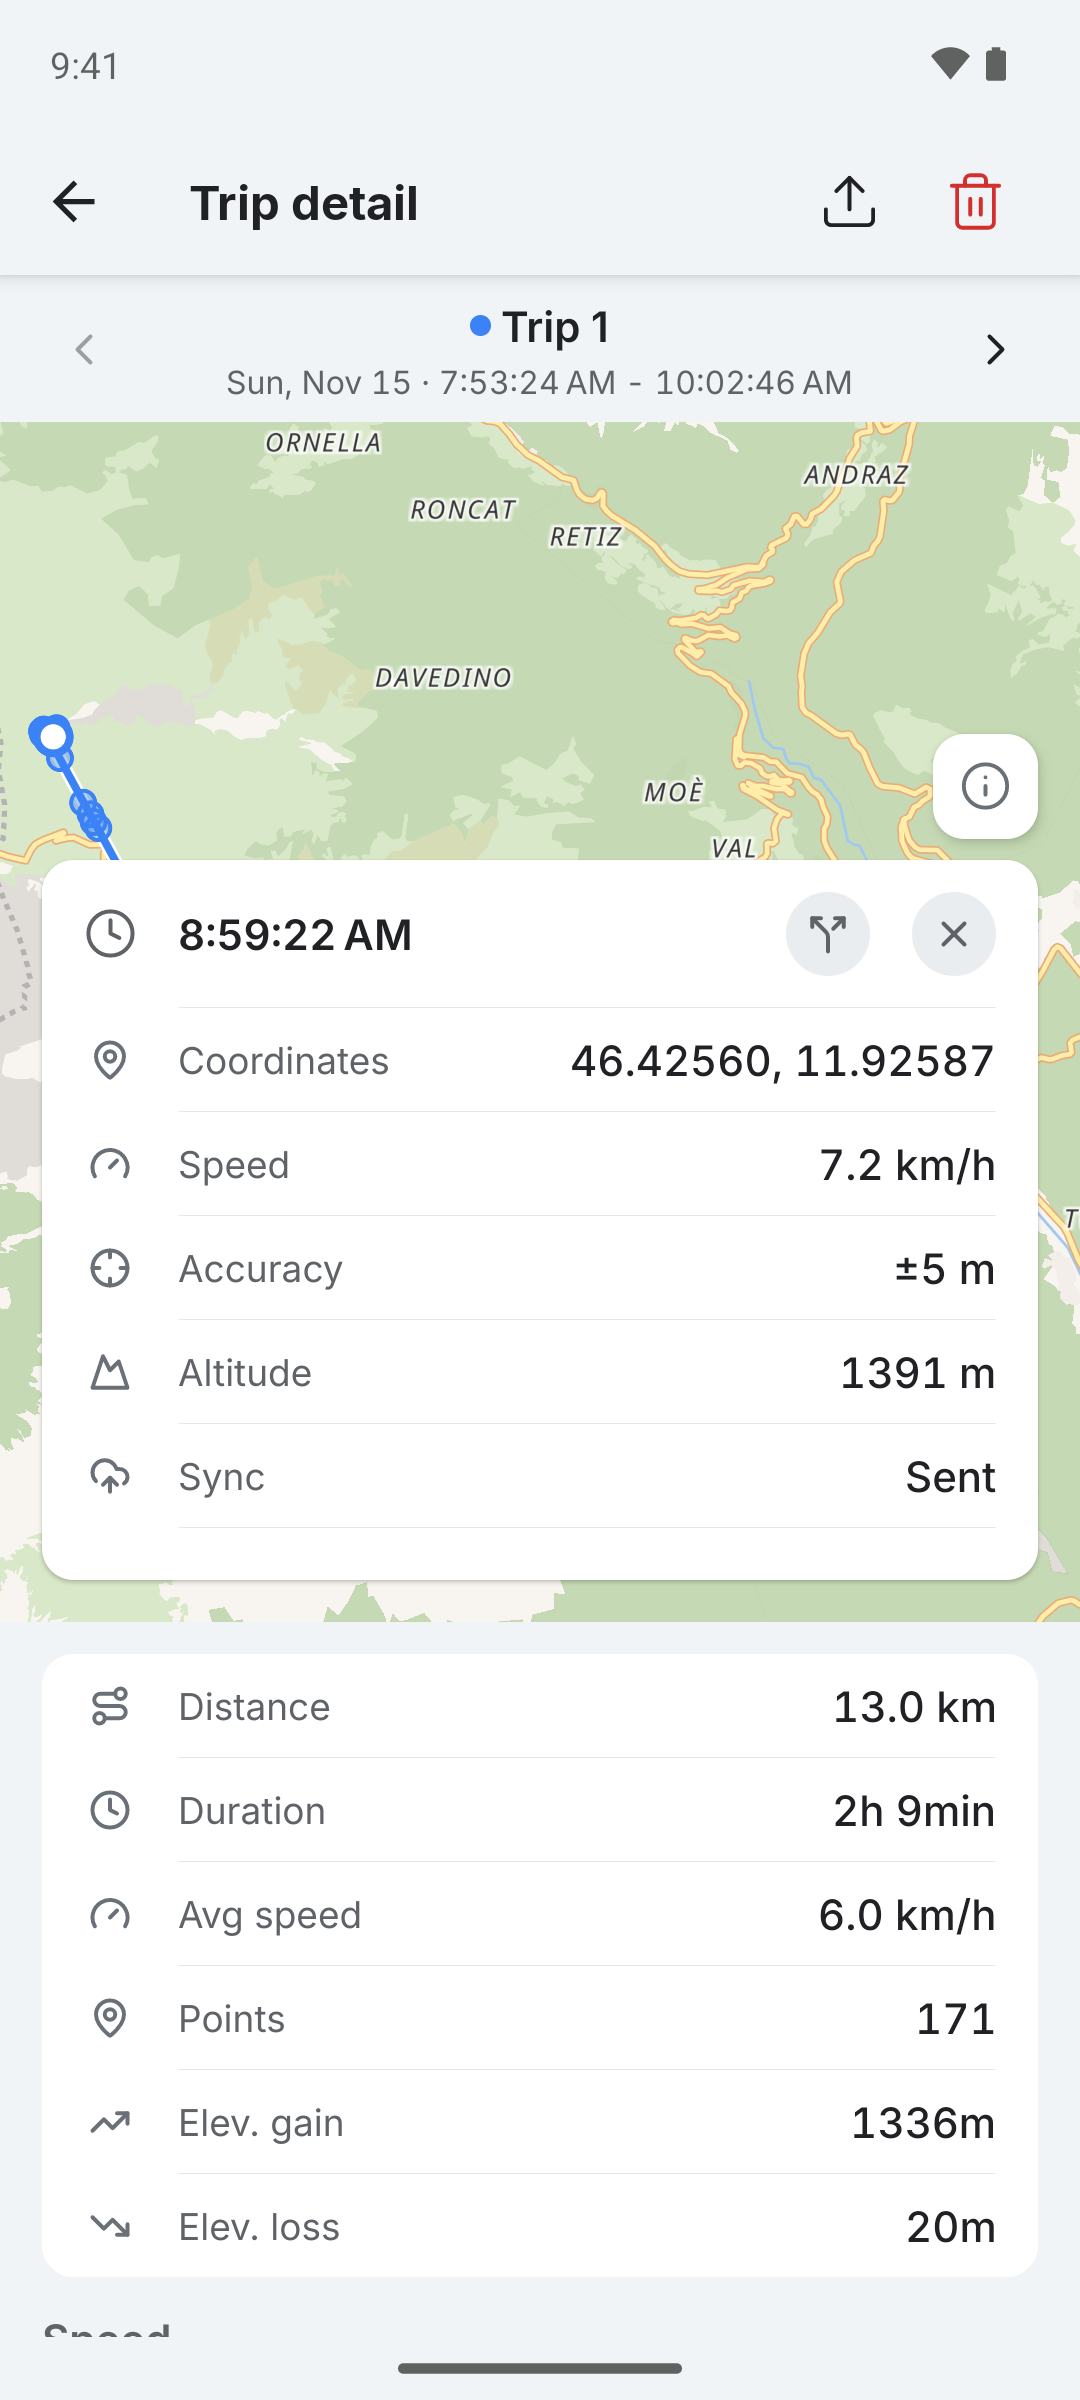 9:41
Trip detail
Trip 1
Sun, Nov 15 · 7:53:24 AM - 10:02:46 AM
ORNELLA
ANDRAZ
RONCAT
RETIZ
DAVEDINO
MOÈ
VAL
8:59:22 AM
Coordinates 46.42560, 11.92587
Speed 7.2 km/h
Accuracy ±5 m
T
Altitude 1391 m
Sync Sent
Distance 13.0 km
Duration 2h 9min
Avg speed 6.0 km/h
Points 171
Elev. gain 1336m
Elev. loss 20m
Speed